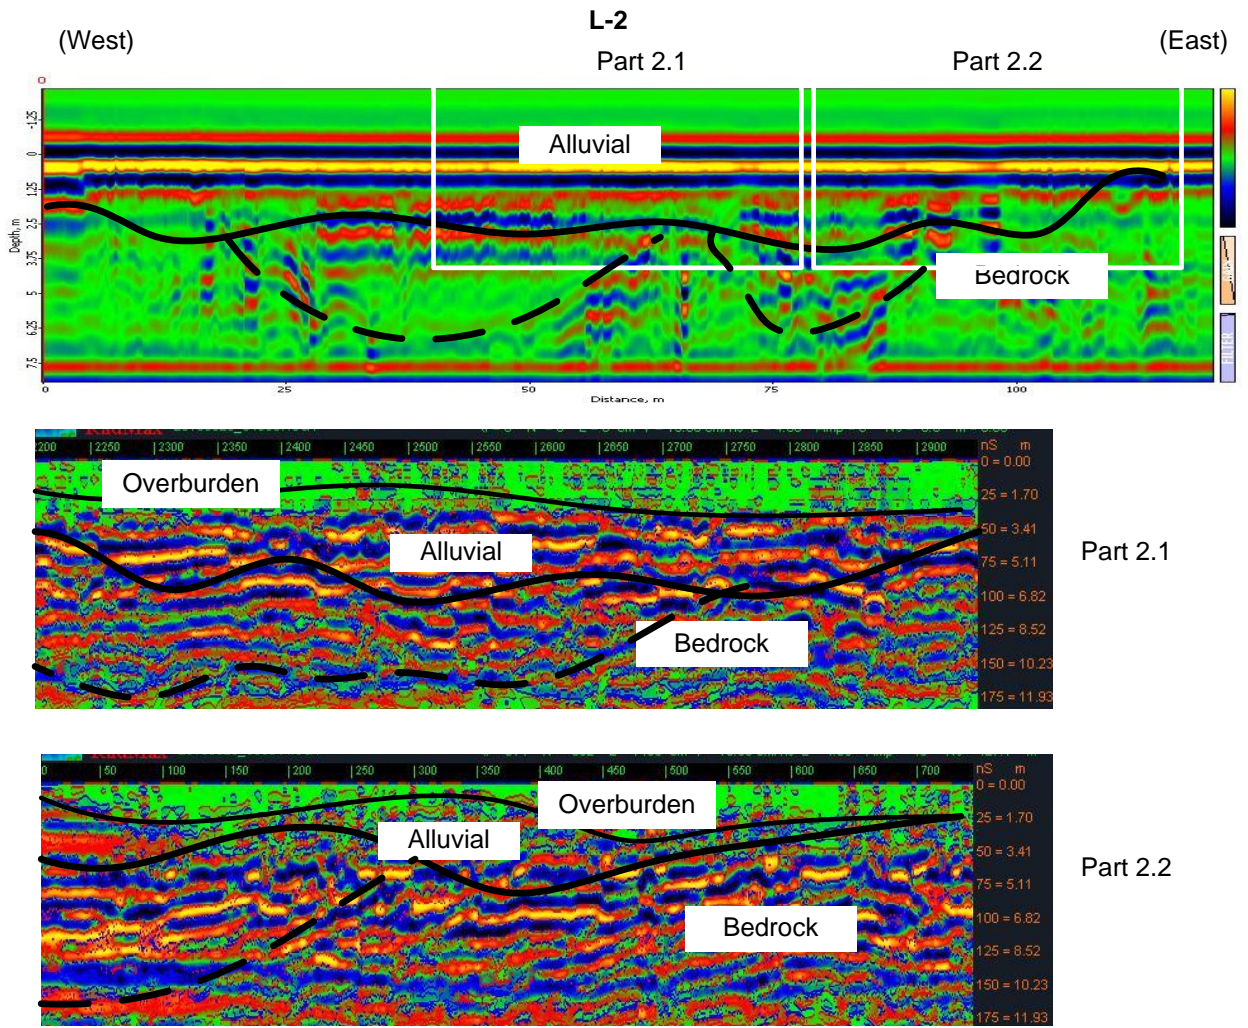 L-2
(West)
(East)
Part 2.1
Part 2.2
0
-1.25
0
1.25
2.5
3.75
5
6.25
7.5
Depth, m
Alluvial
Bedrock
FILTER
0
25
50
75
100
Distance, m
RadMax
2200
2250
2300
2350
2400
2450
2500
2550
2600
2650
2700
2750
2800
2850
2900
nS m
0 = 0.00
25 = 1.70
50 = 3.41
75 = 5.11
100 = 6.82
125 = 8.52
150 = 10.23
175 = 11.93
Overburden
Alluvial
Bedrock
Part 2.1
RadMax
0
50
100
150
200
250
300
350
400
450
500
550
600
650
700
nS m
0 = 0.00
25 = 1.70
50 = 3.41
75 = 5.11
100 = 6.82
125 = 8.52
150 = 10.23
175 = 11.93
Overburden
Alluvial
Bedrock
Part 2.2